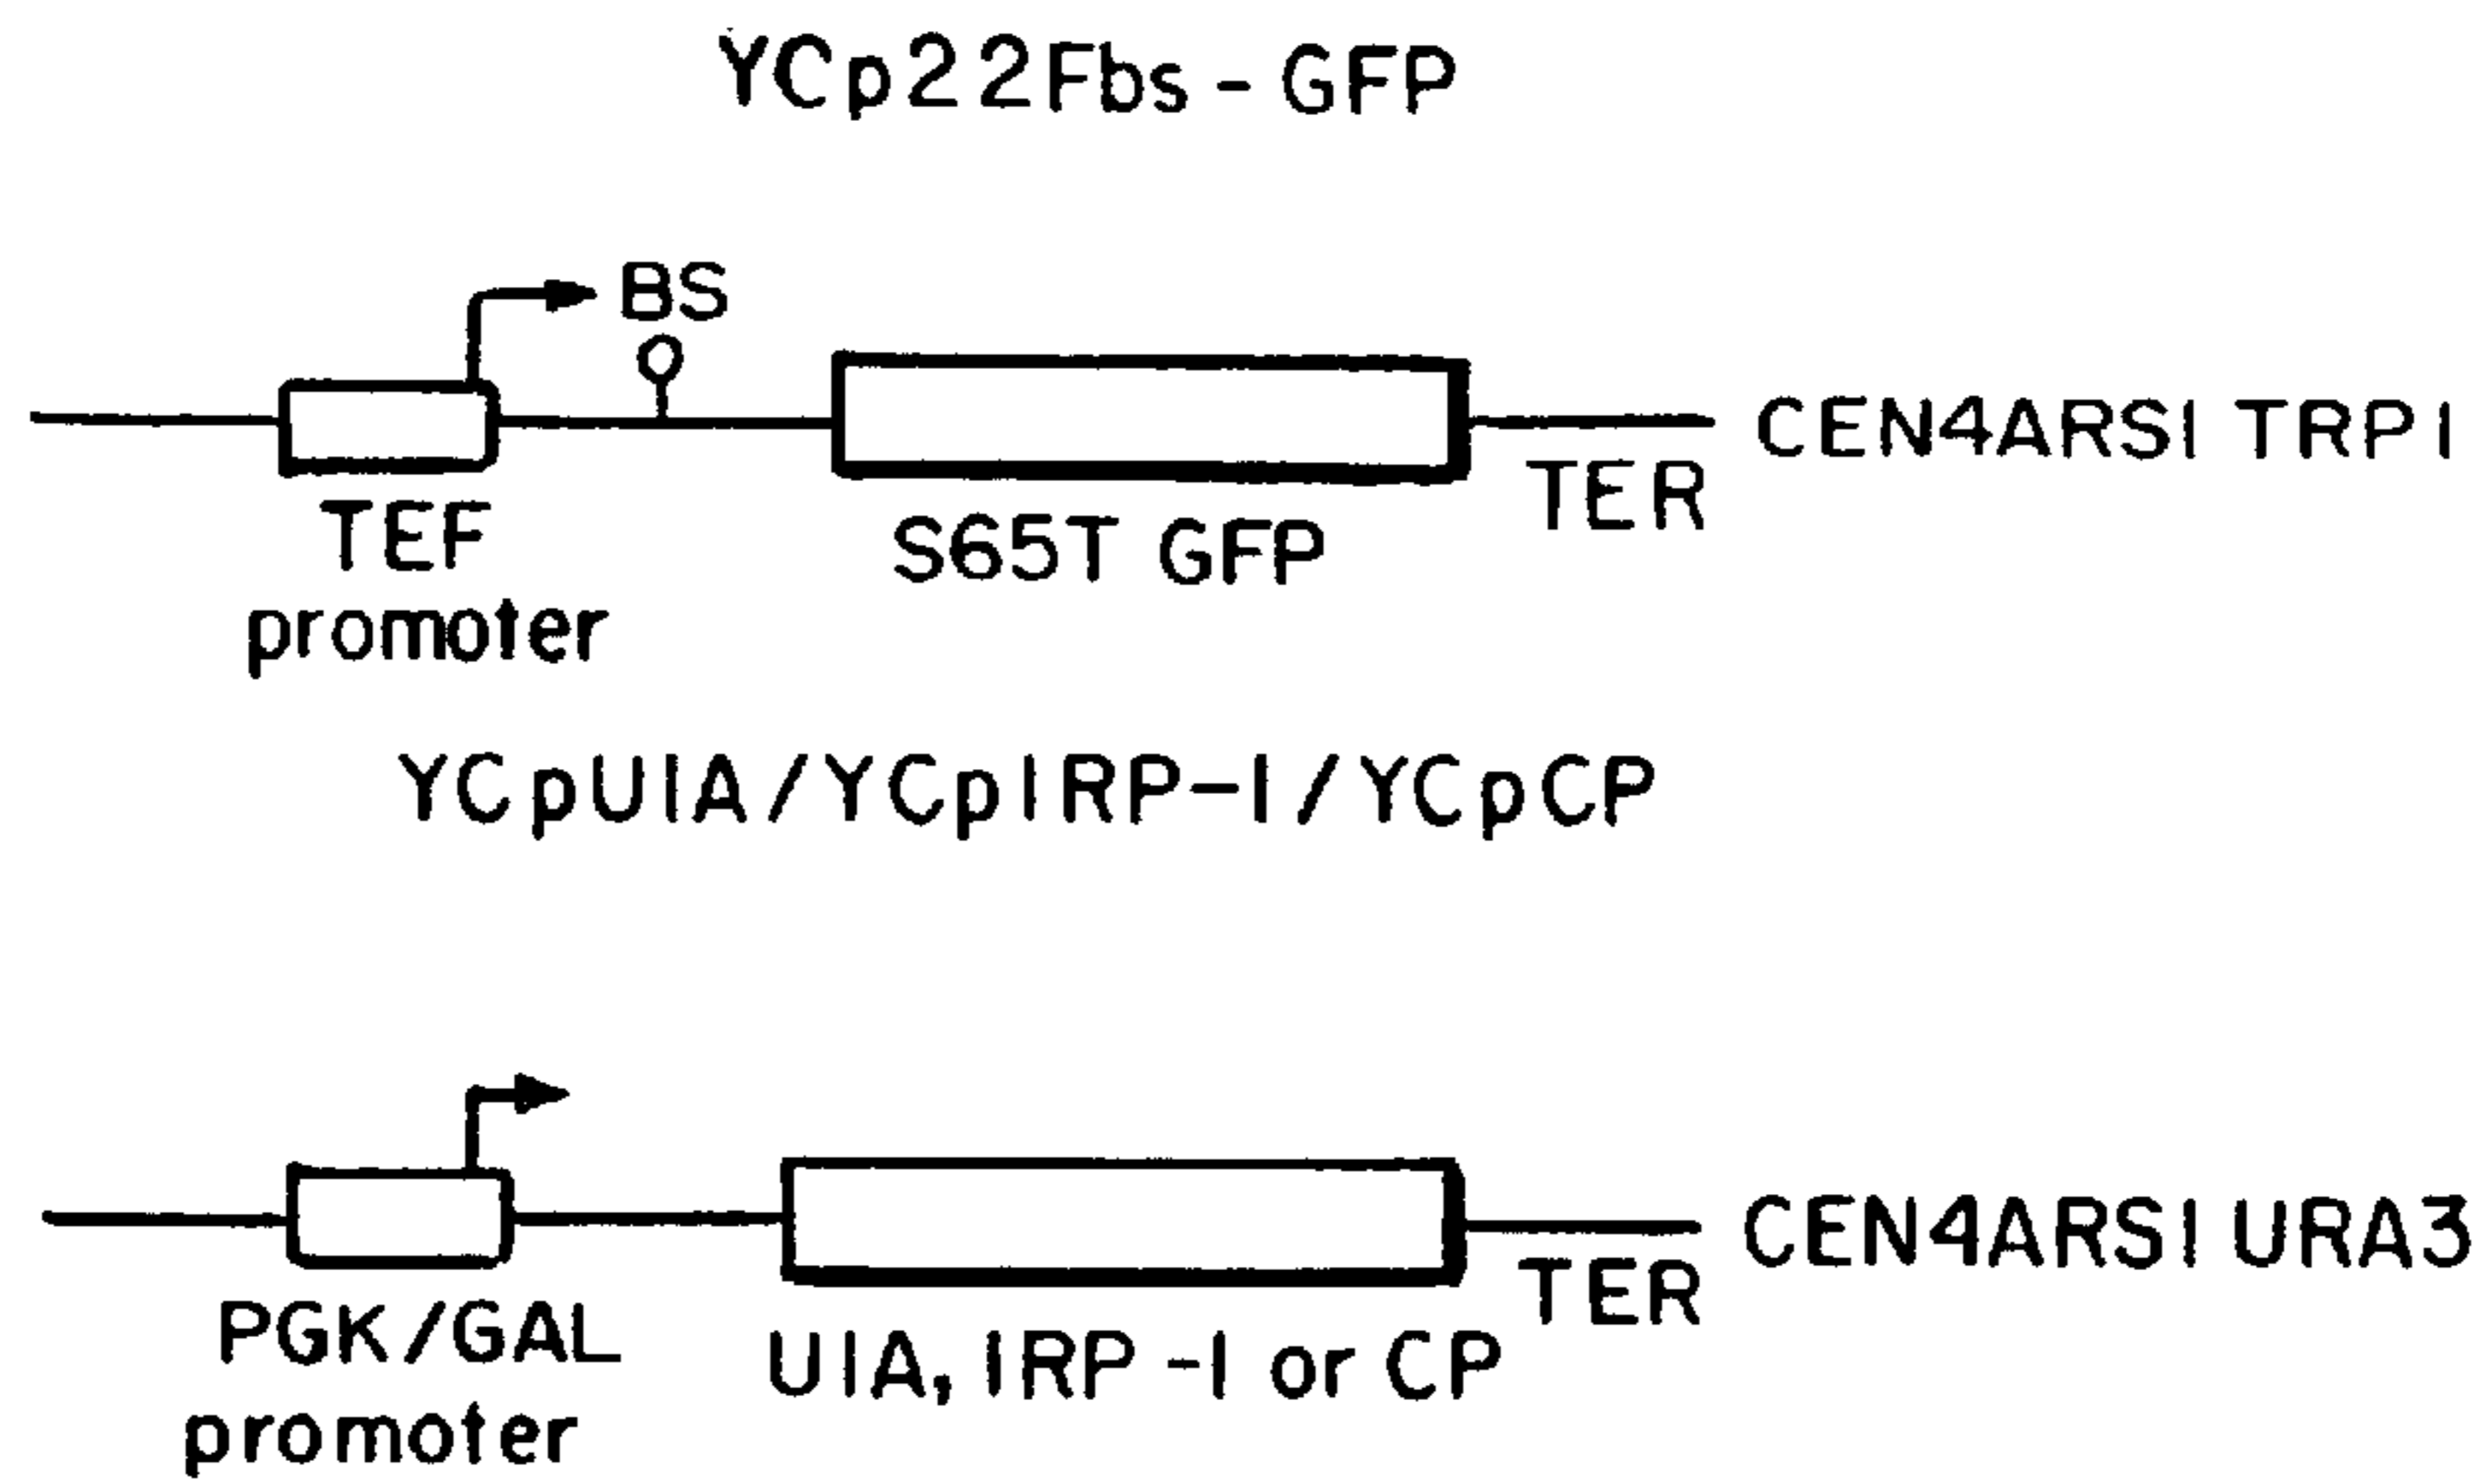 YCp22Fbs-GFP
BS
CEN4ARS1 TRP1
TER
TEF
promoter
S65T GFP
YCpU1A/YCpIRP-1/YCpCP
CEN4ARS1 URA3
TER
PGK/GAL
promoter
U1A, IRP-1 or CP